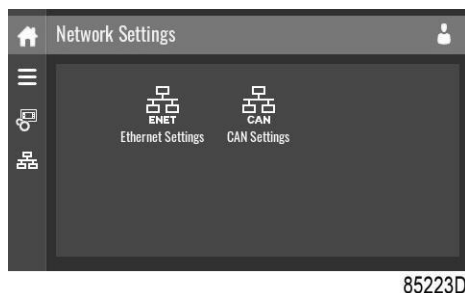 Network Settings
ENET
CAN
Ethernet Settings
CAN Settings
85223D